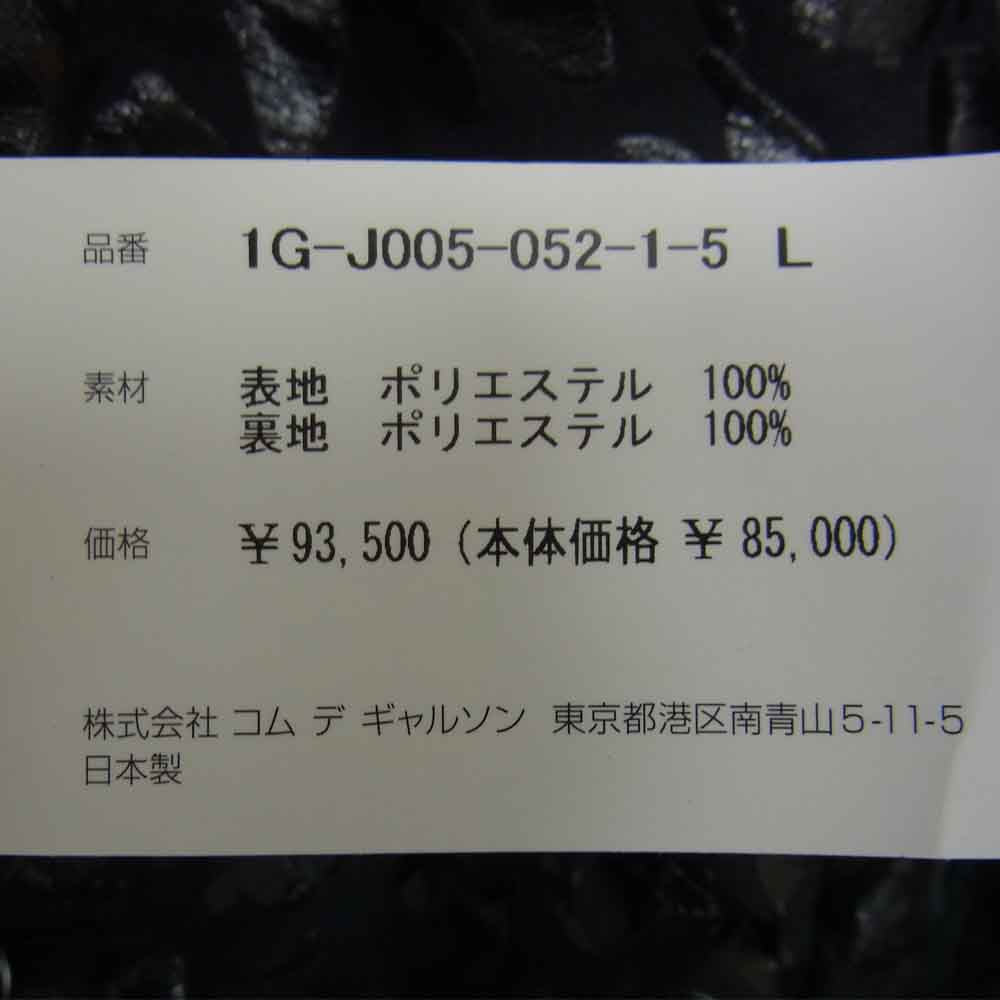 品番 1G-J005-052-1-5 L
素材 表地 ポリエステル 100%
裏地 ポリエステル 100%
価格 ¥93,500 (本体価格 ¥ 85,000)
株式会社 コム デ ギャルソン 東京都港区南青山5-11-5
日本製